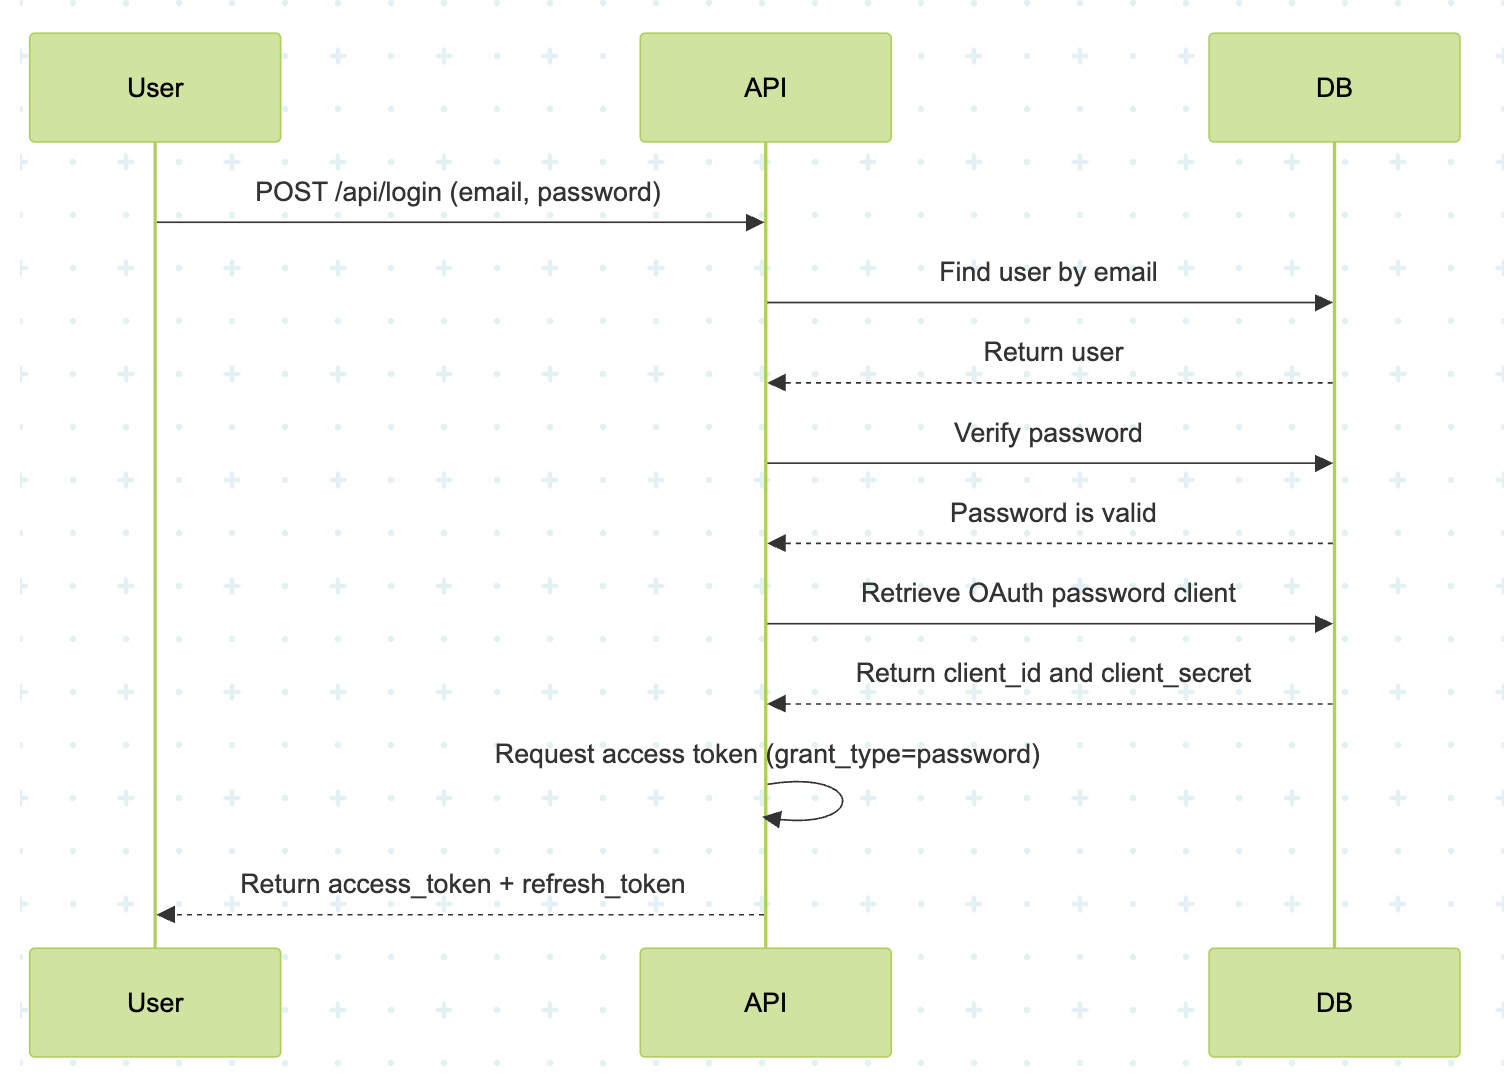 User
API
DB
POST /api/login (email, password)
Find user by email
Return user
Verify password
Password is valid
Retrieve OAuth password client
Return client_id and client_secret
Request access token (grant_type=password)
Return access_token + refresh_token
User
API
DB